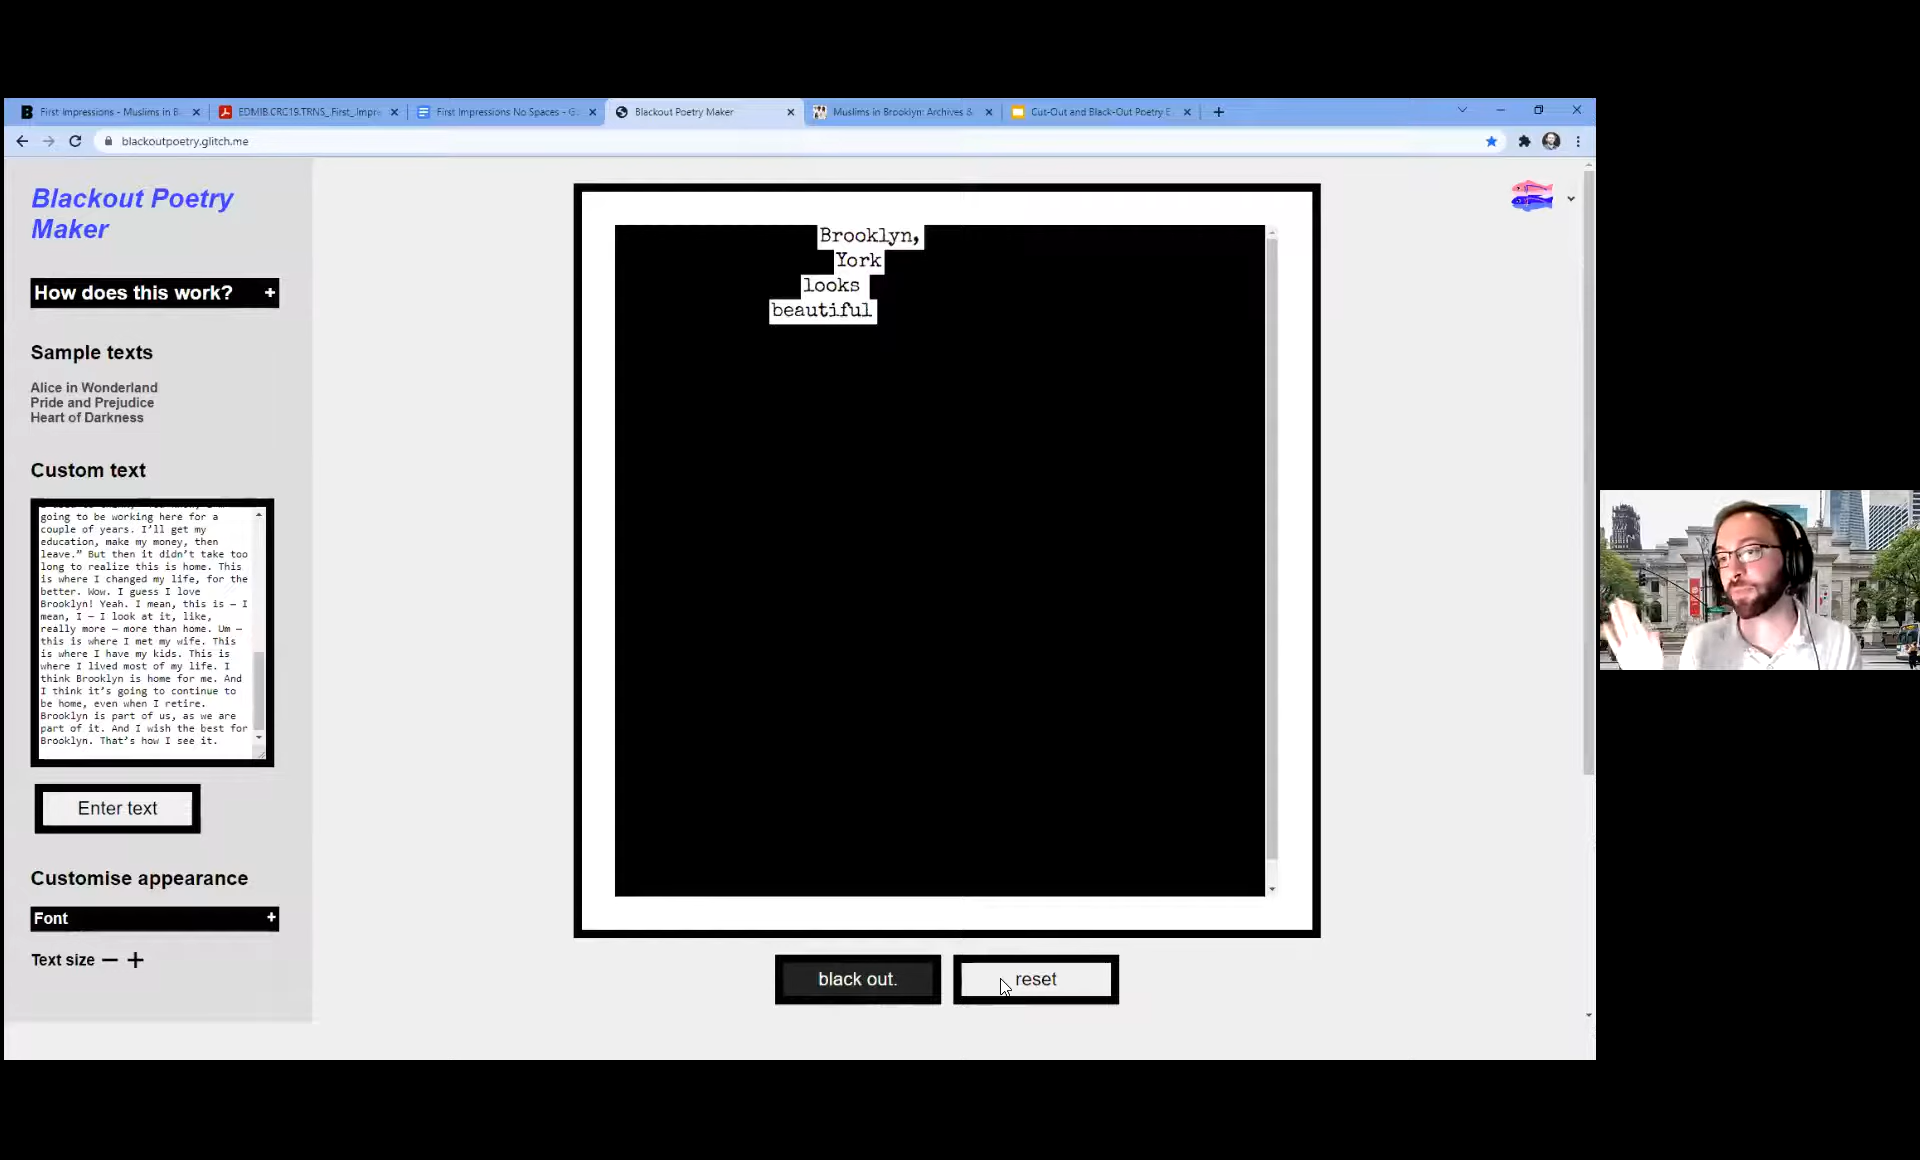 First Impressions - Muslims in B
EDMIB.CRC19.TRNS_First_Impre
First Impressions No Spaces - G
Blackout Poetry Maker
Muslims in Brooklyn: Archives &
Cut-Out and Black-Out Poetry E
blackoutpoetry.glitch.me
Blackout Poetry
Maker
How does this work? +
Sample texts
Alice in Wonderland
Pride and Prejudice
Heart of Darkness
Custom text
going to be working here for a
couple of years. I’ll get my
education, make my money, then
leave.” But then it didn’t take too
long to realize this is home. This
is where I changed my life, for the
better. Wow. I guess I love
Brooklyn! Yeah. I mean, this is — I
mean, I — I look at it, like,
really more — more than home. Um —
this is where I met my wife. This
is where I have my kids. This is
where I lived most of my life. I
think Brooklyn is home for me. And
I think it’s going to continue to
be home, even when I retire.
Brooklyn is part of us, as we are
part of it. And I wish the best for
Brooklyn. That’s how I see it.
Enter text
Customise appearance
Font +
Text size − +
Brooklyn,
York
looks
beautiful
black out.
reset